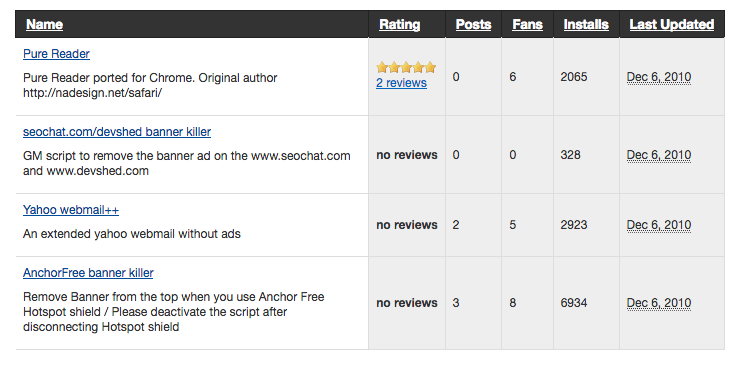 Name Rating Posts Fans Installs Last Updated
Pure Reader
Pure Reader ported for Chrome. Original author
http://nadesign.net/safari/
2 reviews
0 6 2065 Dec 6, 2010
seochat.com/devshed banner killer
GM script to remove the banner ad on the www.seochat.com
and www.devshed.com
no reviews 0 0 328 Dec 6, 2010
Yahoo webmail++
An extended yahoo webmail without ads
no reviews 2 5 2923 Dec 6, 2010
AnchorFree banner killer
Remove Banner from the top when you use Anchor Free
Hotspot shield / Please deactivate the script after
disconnecting Hotspot shield
no reviews 3 8 6934 Dec 6, 2010